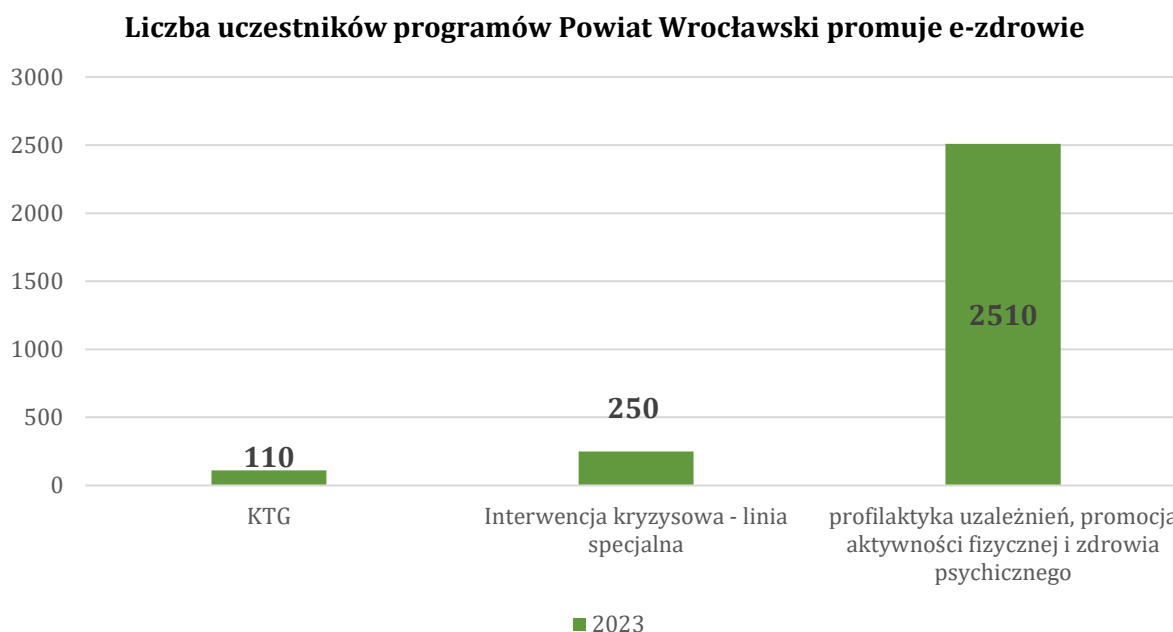 Liczba uczestników programów Powiat Wrocławski promuje e-zdrowie
3000
2500
2000
1500
1000
500
0
110
250
2510
KTG
Interwencja kryzysowa - linia
specjalna
profilaktyka uzależnień, promocja
aktywności fizycznej i zdrowia
psychicznego
2023